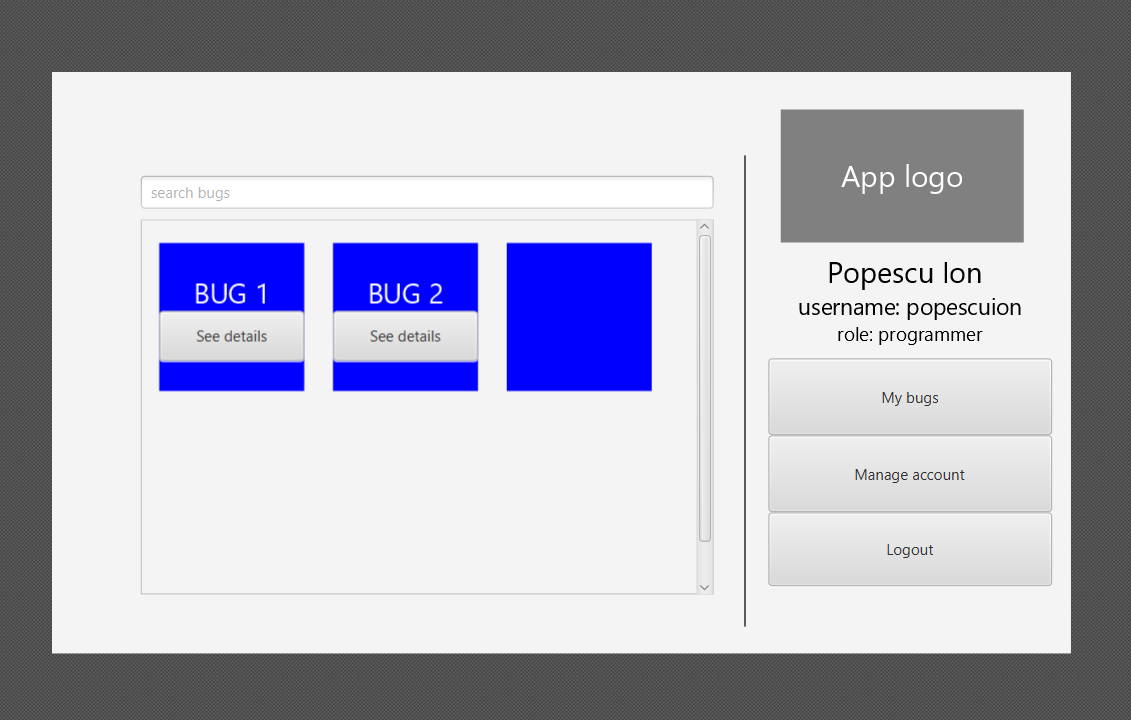 search bugs
BUG 1
See details
BUG 2
See details
App logo
Popescu Ion
username: popescuion
role: programmer
My bugs
Manage account
Logout